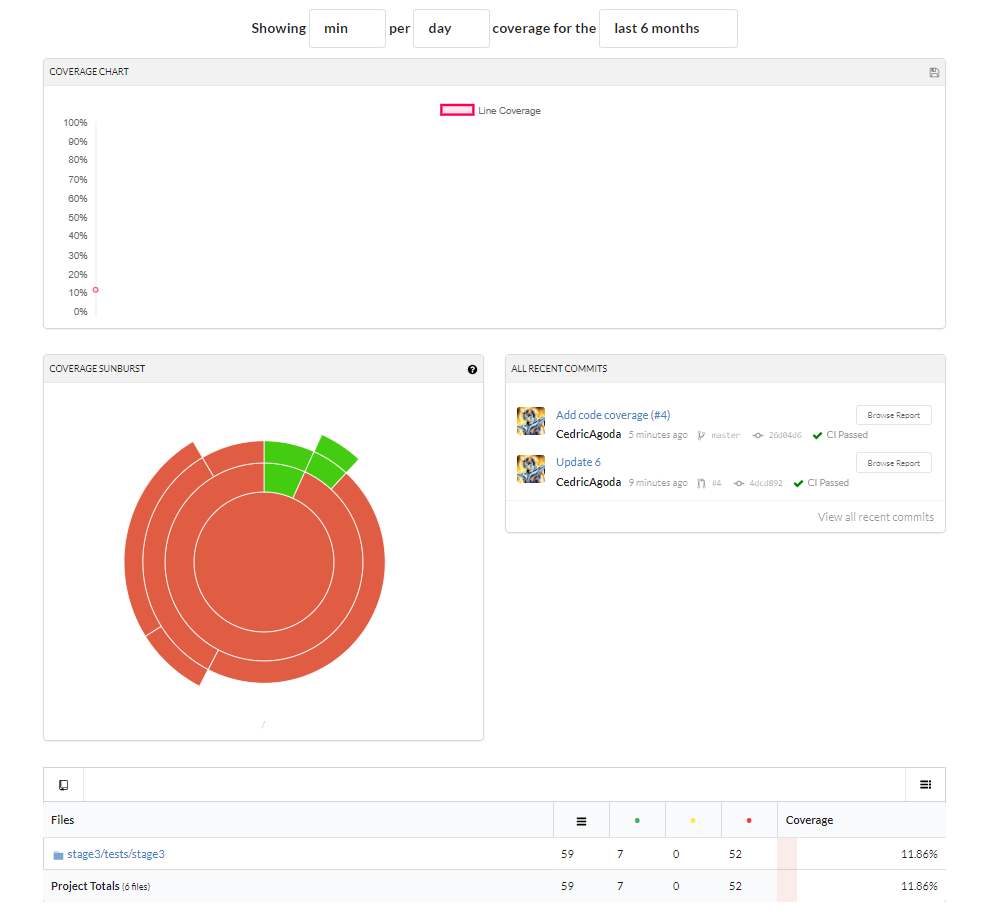 Showing min per day coverage for the last 6 months
COVERAGE CHART
Line Coverage
100%
90%
80%
70%
60%
50%
40%
30%
20%
10%
0%
COVERAGE SUNBURST
/
ALL RECENT COMMITS
Add code coverage (#4)
Browse Report
CedricAgoda 5 minutes ago master 26d04d6 CI Passed
Update 6
Browse Report
CedricAgoda 9 minutes ago #4 4dcd892 CI Passed
View all recent commits
Files Coverage
stage3/tests/stage3 59 7 0 52 11.86%
Project Totals (6 files) 59 7 0 52 11.86%